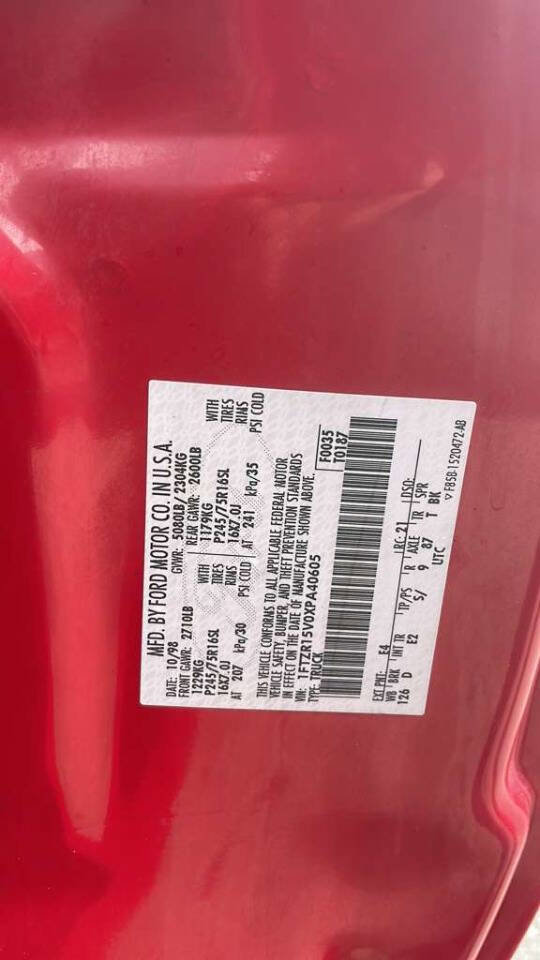 MFD. BY FORD MOTOR CO. IN U.S.A.
DATE: 10/98 GVWR: 5080LB/ 2304KG
FRONT GAWR: 2710LB REAR GAWR: 2600LB
1229KG WITH 1179KG WITH
P245/75R16SL TIRES P245/75R16SL TIRES
16X7.0J RIMS 16X7.0J RIMS
AT 207 kPa/30 PSI COLD AT 241 kPa/35 PSI COLD
THIS VEHICLE CONFORMS TO ALL APPLICABLE FEDERAL MOTOR
VEHICLE SAFETY, BUMPER, AND THEFT PREVENTION STANDARDS
IN EFFECT ON THE DATE OF MANUFACTURE SHOWN ABOVE.
VIN: 1FTZR15V0XPA40605 F0035
TYPE: TRUCK T0187
EXT PNT: E4 RC: 21 DSO:
WB BRK INT TR TP/PS R AXLE TR SPR
126 D E2 S/ 9 87 T BK
UTC
▽ F85B-1520472-AB